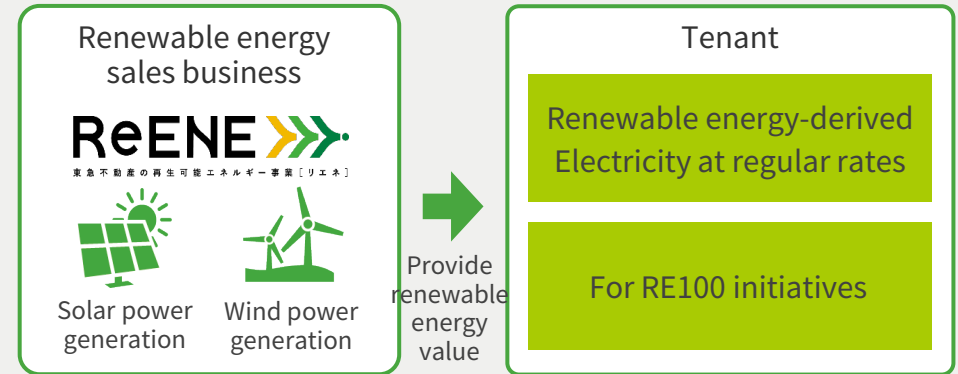 Renewable energy
sales business
ReENE
東急不動産の再生可能エネルギー事業[リエネ]
Solar power
generation
Wind power
generation
Provide
renewable
energy
value
Tenant
Renewable energy-derived
Electricity at regular rates
For RE100 initiatives